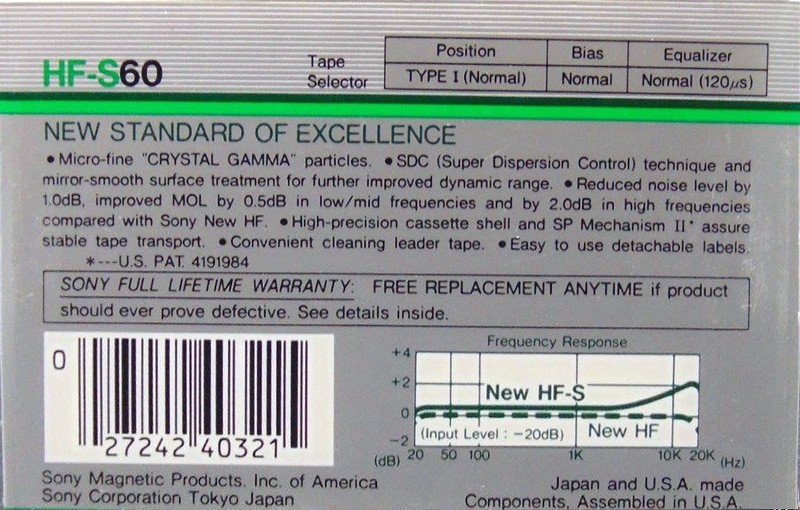 HF-S60
Tape Selector
Position Bias Equalizer
TYPE I (Normal) Normal Normal (120μs)
NEW STANDARD OF EXCELLENCE
•Micro-fine "CRYSTAL GAMMA" particles. •SDC (Super Dispersion Control) technique and
mirror-smooth surface treatment for further improved dynamic range. •Reduced noise level by
1.0dB, improved MOL by 0.5dB in low/mid frequencies and by 2.0dB in high frequencies
compared with Sony New HF. •High-precision cassette shell and SP Mechanism II* assure
stable tape transport. •Convenient cleaning leader tape. •Easy to use detachable labels.
*---U.S. PAT. 4191984
SONY FULL LIFETIME WARRANTY: FREE REPLACEMENT ANYTIME if product
should ever prove defective. See details inside.
0
27242 40321
Frequency Response
+4
+2
New HF-S
0
(Input Level : -20dB) New HF
-2
(dB) 20 50 100 1K 10K 20K (Hz)
Sony Magnetic Products. Inc. of America
Sony Corporation Tokyo Japan
Japan and U.S.A. made
Components, Assembled in U.S.A.